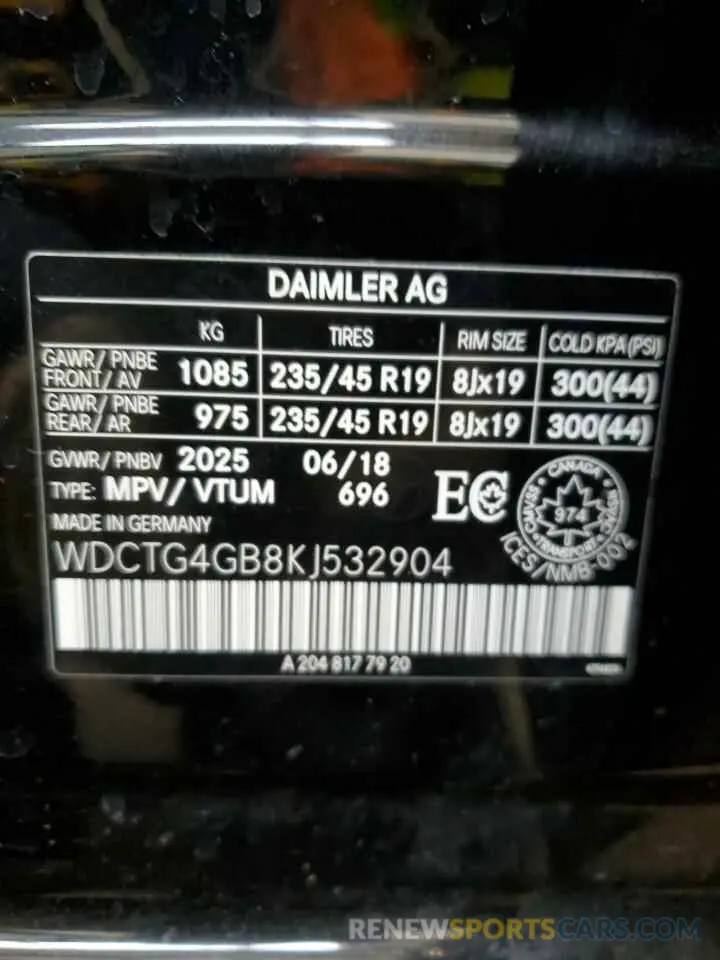 DAIMLER AG
KG TIRES RIM SIZE COLD KPA (PSI)
GAWR/ PNBE FRONT/ AV 1085 235/45 R19 8Jx19 300(44)
GAWR/ PNBE REAR/ AR 975 235/45 R19 8Jx19 300(44)
GVWR/ PNBV 2025 06/18
TYPE: MPV/ VTUM 696
EC
CANADA
974
TRANSPORT
ICES/NMB-002
MADE IN GERMANY
WDCTG4GB8KJ532904
A 204 817 79 20
RENEWSPORTSCARS.COM